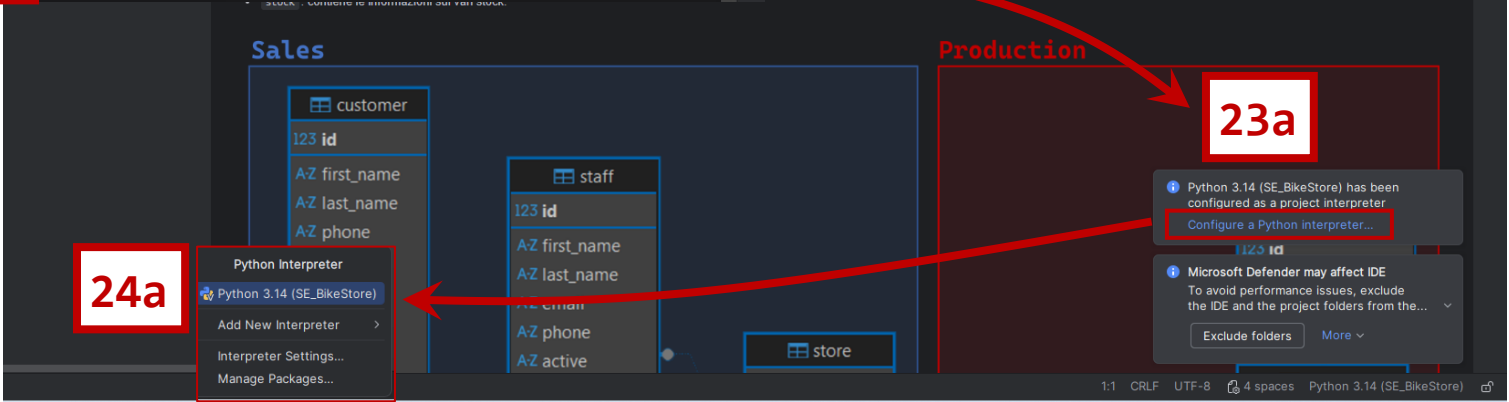 stock : contiene le informazioni sui vari stock.
Sales
Production
customer
123 id
A-Z first_name
A-Z last_name
A-Z phone
staff
123 id
A-Z first_name
A-Z last_name
A-Z email
A-Z phone
A-Z active
store
23a
Python 3.14 (SE_BikeStore) has been
configured as a project interpreter
Configure a Python interpreter...
123 id
Microsoft Defender may affect IDE
To avoid performance issues, exclude
the IDE and the project folders from the...
Exclude folders More
24a
Python Interpreter
Python 3.14 (SE_BikeStore)
Add New Interpreter >
Interpreter Settings...
Manage Packages...
1:1 CRLF UTF-8 4 spaces Python 3.14 (SE_BikeStore)